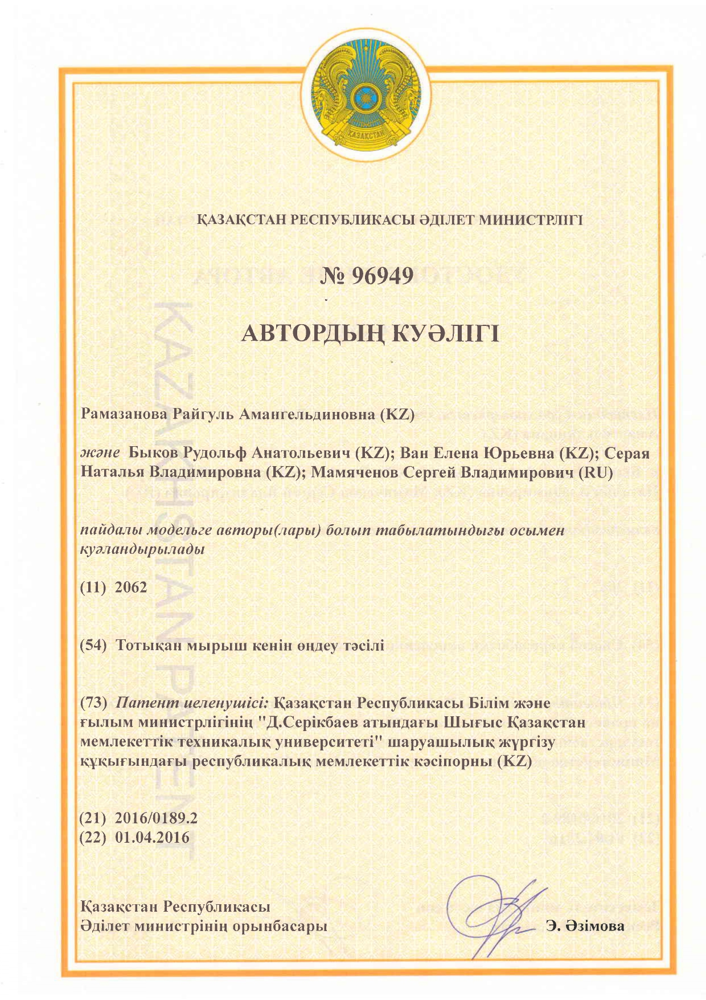 ҚАЗАҚСТАН
ҚАЗАҚСТАН РЕСПУБЛИКАСЫ ӘДІЛЕТ МИНИСТРЛІГІ
№ 96949
АВТОРДЫҢ КУӘЛІГІ
Рамазанова Райгуль Амангельдиновна (KZ)
және Быков Рудольф Анатольевич (KZ); Ван Елена Юрьевна (KZ); Серая
Наталья Владимировна (KZ); Мамяченов Сергей Владимирович (RU)
пайдалы модельге авторы(лары) болып табылатындығы осымен
куәландырылады
(11) 2062
(54) Тотыққан мырыш кенін өңдеу тәсілі
(73) Патент иеленушісі: Қазақстан Республикасы Білім және
ғылым министрлігінің "Д.Серікбаев атындағы Шығыс Қазақстан
мемлекеттік техникалық университеті" шаруашылық жүргізу
құқығындағы республикалық мемлекеттік кәсіпорны (KZ)
(21) 2016/0189.2
(22) 01.04.2016
Қазақстан Республикасы
Әділет министрінің орынбасары
Э. Әзімова
KAZAKHSTAN PATENT